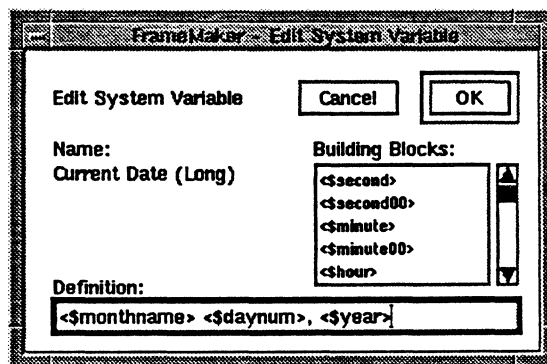 FrameMaker - Edit System Variable
Edit System Variable
Cancel
OK
Name:
Current Date (Long)
Building Blocks:
<$second>
<$second00>
<$minute>
<$minute00>
<$hour>
Definition:
<$monthname> <$daynum>, <$year>